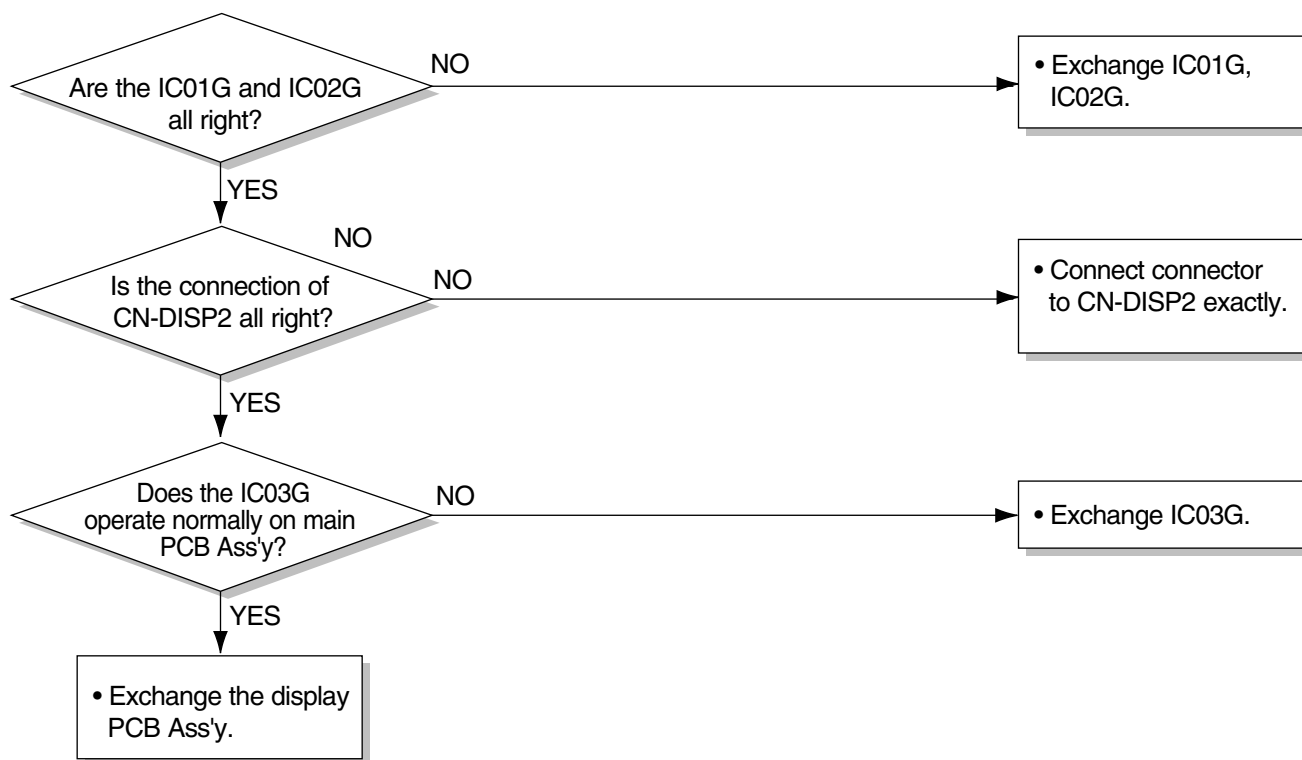 Are the IC01G and IC02G
all right?
NO
• Exchange IC01G,
IC02G.
YES
NO
Is the connection of
CN-DISP2 all right?
NO
• Connect connector
to CN-DISP2 exactly.
YES
Does the IC03G
operate normally on main
PCB Ass'y?
NO
• Exchange IC03G.
YES
• Exchange the display
PCB Ass'y.